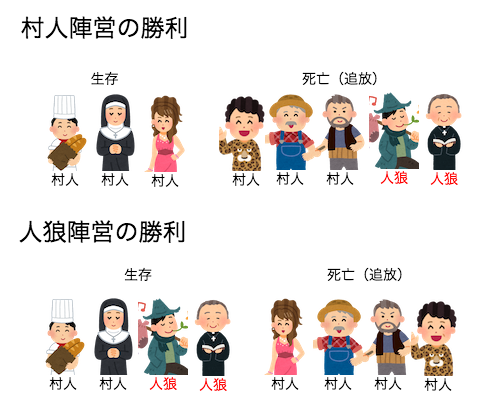 村人陣営の勝利
生存
死亡（追放）
村人 村人 村人 村人 村人 村人 人狼 人狼
人狼陣営の勝利
生存
死亡（追放）
村人 村人 人狼 人狼 村人 村人 村人 村人